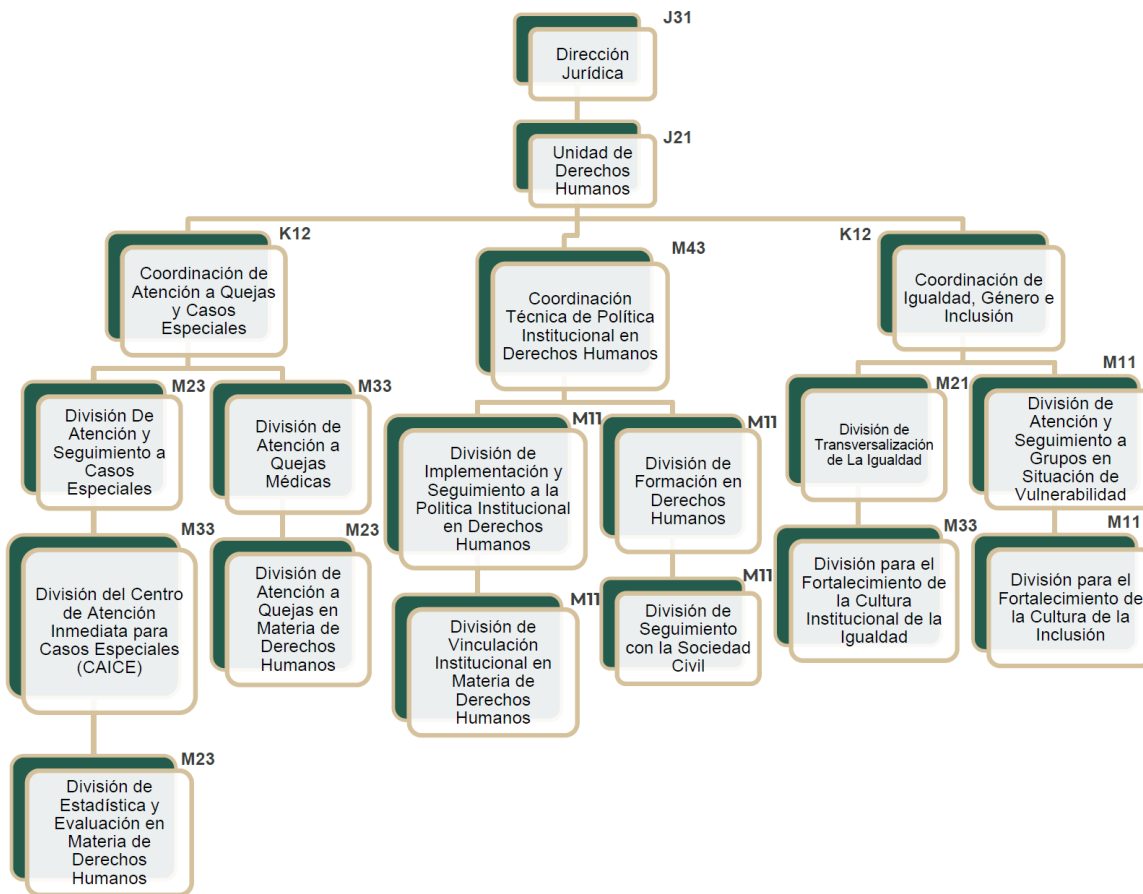 J31
Dirección
Jurídica
J21
Unidad de
Derechos
Humanos
K12
Coordinación de
Atención a Quejas
y Casos
Especiales
M43
Coordinación
Técnica de Política
Institucional en
Derechos Humanos
K12
Coordinación de
Igualdad, Género e
Inclusión
M23
División De
Atención y
Seguimiento a
Casos
Especiales
M33
División de
Atención a
Quejas
Médicas
M11
División de
Implementación y
Seguimiento a la
Politica Institucional
en Derechos
Humanos
M11
División de
Formación en
Derechos
Humanos
M21
División de
Transversalización
de La Igualdad
M11
División de
Atención y
Seguimiento a
Grupos en
Situación de
Vulnerabilidad
M33
División del Centro
de Atención
Inmediata para
Casos Especiales
(CAICE)
M23
División de
Atención a
Quejas en
Materia de
Derechos
Humanos
M11
División de
Vinculación
Institucional en
Materia de
Derechos
Humanos
M11
División de
Seguimiento
con la Sociedad
Civil
M33
División para el
Fortalecimiento de
la Cultura
Institucional de la
Igualdad
M11
División para el
Fortalecimiento de
la Cultura de la
Inclusión
M23
División de
Estadística y
Evaluación en
Materia de
Derechos
Humanos